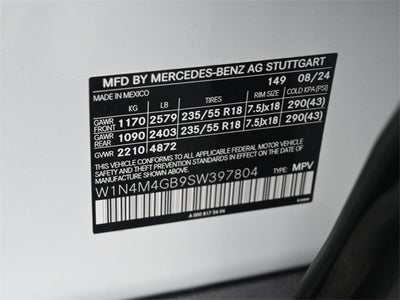 MFD BY MERCEDES-BENZ AG STUTTGART
MADE IN MEXICO 149 08/24
KG LB TIRES RIM SIZE COLD KPA (PSI)
GAWR FRONT 1170 2579 235/55 R18 7.5Jx18 290(43)
GAWR REAR 1090 2403 235/55 R18 7.5Jx18 290(43)
GVWR 2210 4872
THIS VEHICLE CONFORMS TO ALL APPLICABLE FEDERAL MOTOR VEHICLE
SAFETY STANDARDS AND THEFT PREVENTION STANDARDS IN EFFECT ON THE
DATE OF MANUFACTURE SHOWN ABOVE.
W1N4M4GB9SW397804 TYPE: MPV
A 000 817 54 04